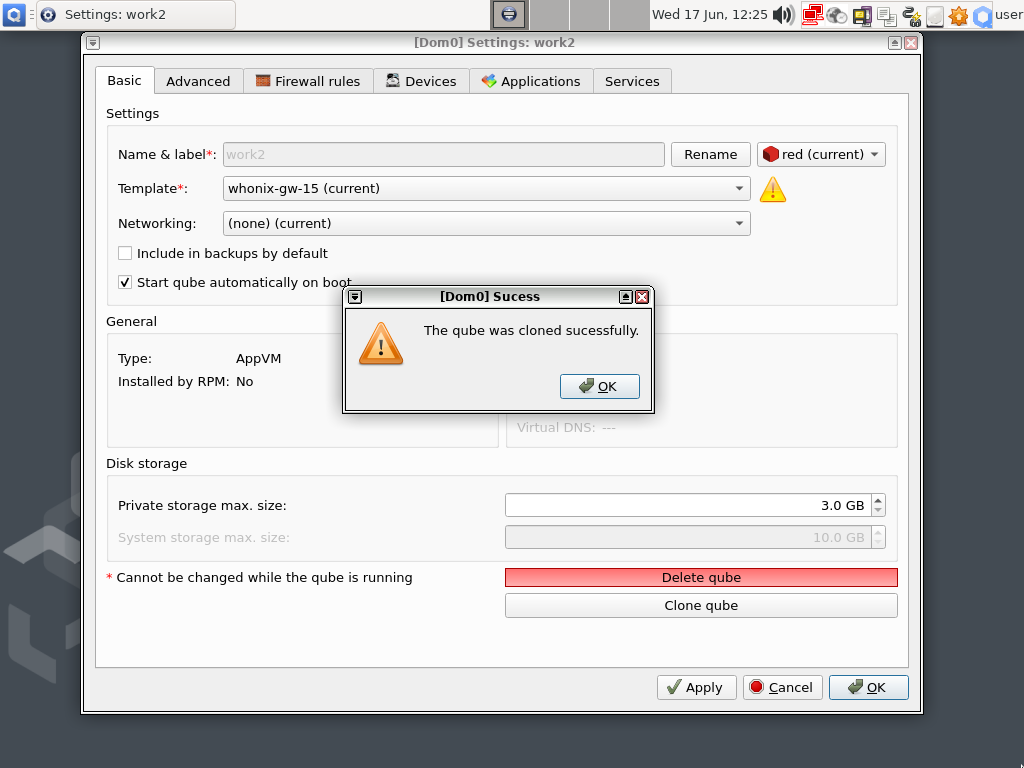 Settings: work2
Wed 17 Jun, 12:25
user
[Dom0] Settings: work2
Basic
Advanced
Firewall rules
Devices
Applications
Services
Settings
Name & label*:
work2
Rename
red (current)
Template*:
whonix-gw-15 (current)
Networking:
(none) (current)
Include in backups by default
Start qube automatically on boot
[Dom0] Sucess
The qube was cloned sucessfully.
OK
General
Type:
AppVM
Installed by RPM:
No
Virtual DNS: ---
Disk storage
Private storage max. size:
3.0 GB
System storage max. size:
10.0 GB
* Cannot be changed while the qube is running
Delete qube
Clone qube
Apply
Cancel
OK